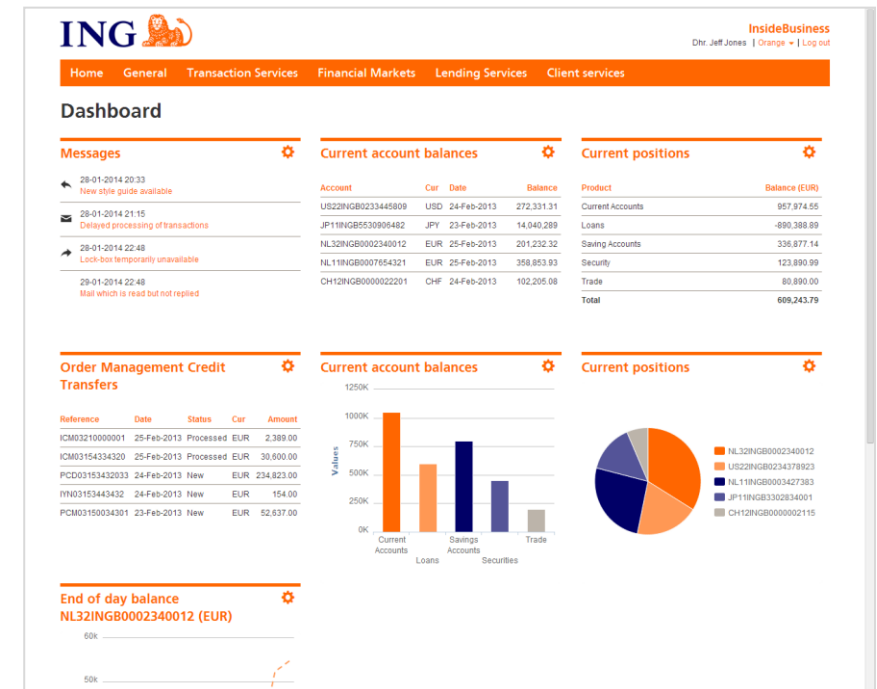 ING
InsideBusiness
Dhr. Jeff Jones | Orange | Log out
Home General Transaction Services Financial Markets Lending Services Client services
Dashboard
Messages
28-01-2014 20:33
New style guide available
28-01-2014 21:15
Delayed processing of transactions
28-01-2014 22:48
Lock-box temporarily unavailable
29-01-2014 22:48
Mail which is read but not replied
Current account balances
Account Cur Date Balance
US22INGB0233445809 USD 24-Feb-2013 272,331.31
JP11INGB5530906482 JPY 23-Feb-2013 14,040,289
NL32INGB0002340012 EUR 25-Feb-2013 201,232.32
NL11INGB0007654321 EUR 25-Feb-2013 358,853.93
CH12INGB0000022201 CHF 24-Feb-2013 102,205.08
Current positions
Product Balance (EUR)
Current Accounts 957,974.55
Loans -890,388.89
Saving Accounts 336,877.14
Security 123,890.99
Trade 80,890.00
Total 609,243.79
Order Management Credit
Transfers
Reference Date Status Cur Amount
ICM03210000001 25-Feb-2013 Processed EUR 2,389.00
ICM03154334320 25-Feb-2013 Processed EUR 30,600.00
PCD03153432033 24-Feb-2013 New EUR 234,823.00
IYN03153443432 24-Feb-2013 New EUR 154.00
PCM03150034301 23-Feb-2013 New EUR 52,637.00
Current account balances
1250K
1000K
750K
500K
250K
0K
Values
Current Accounts
Loans
Savings Accounts
Securities
Trade
Current positions
NL32INGB0002340012
US22INGB0234378923
NL11INGB0003427383
JP11INGB3302834001
CH12INGB0000002115
End of day balance
NL32INGB0002340012 (EUR)
60k
50k